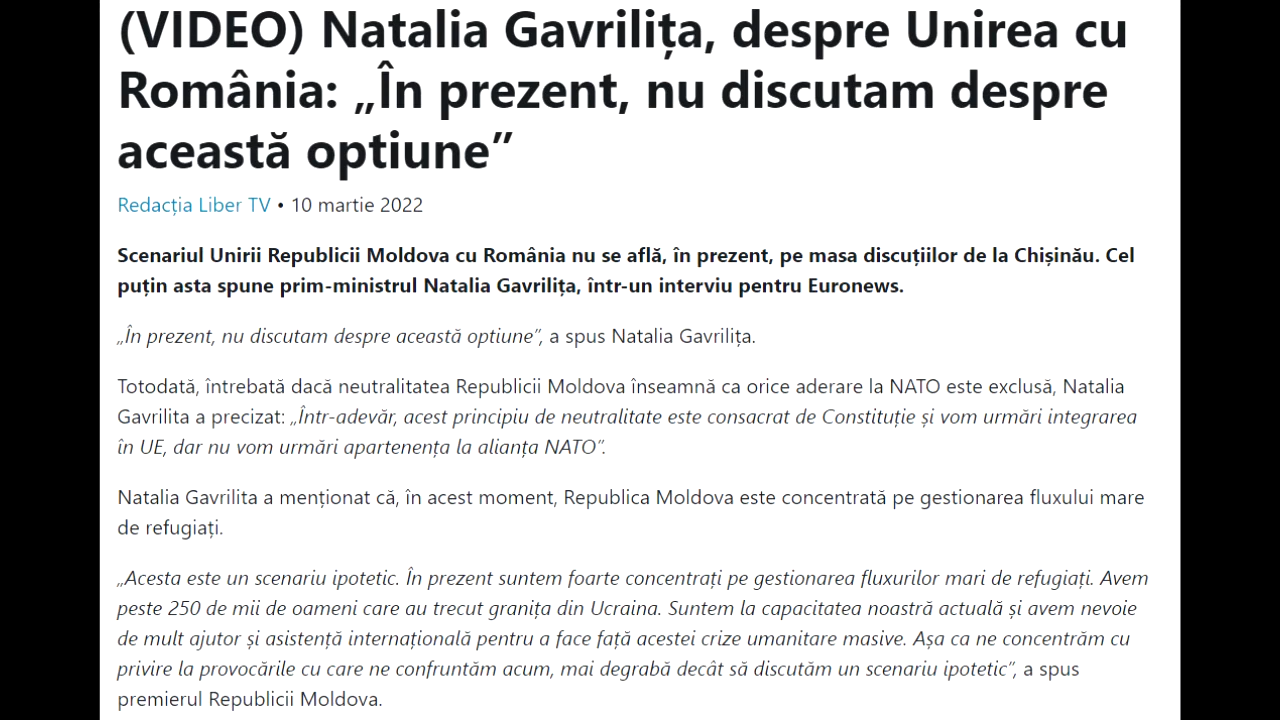 (VIDEO) Natalia Gavrilița, despre Unirea cu
România: „În prezent, nu discutam despre
această optiune”
Redacția Liber TV • 10 martie 2022
Scenariul Unirii Republicii Moldova cu România nu se află, în prezent, pe masa discuțiilor de la Chișinău. Cel
puțin asta spune prim-ministrul Natalia Gavrilița, într-un interviu pentru Euronews.
„În prezent, nu discutam despre această optiune”, a spus Natalia Gavrilița.
Totodată, întrebată dacă neutralitatea Republicii Moldova înseamnă ca orice aderare la NATO este exclusă, Natalia
Gavrilita a precizat: „Într-adevăr, acest principiu de neutralitate este consacrat de Constituție și vom urmări integrarea
în UE, dar nu vom urmări apartenența la alianța NATO”.
Natalia Gavrilita a menționat că, în acest moment, Republica Moldova este concentrată pe gestionarea fluxului mare
de refugiați.
„Acesta este un scenariu ipotetic. În prezent suntem foarte concentrați pe gestionarea fluxurilor mari de refugiați. Avem
peste 250 de mii de oameni care au trecut granița din Ucraina. Suntem la capacitatea noastră actuală și avem nevoie
de mult ajutor și asistență internațională pentru a face față acestei crize umanitare masive. Așa ca ne concentrăm cu
privire la provocările cu care ne confruntăm acum, mai degrabă decât să discutăm un scenariu ipotetic”, a spus
premierul Republicii Moldova.